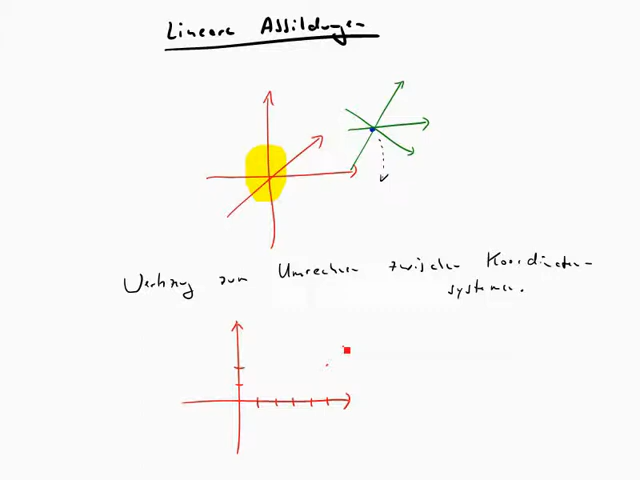 Lineare Abbildungen
Werkzeug zum Umrechnen zwischen Koordinaten-
systemen.